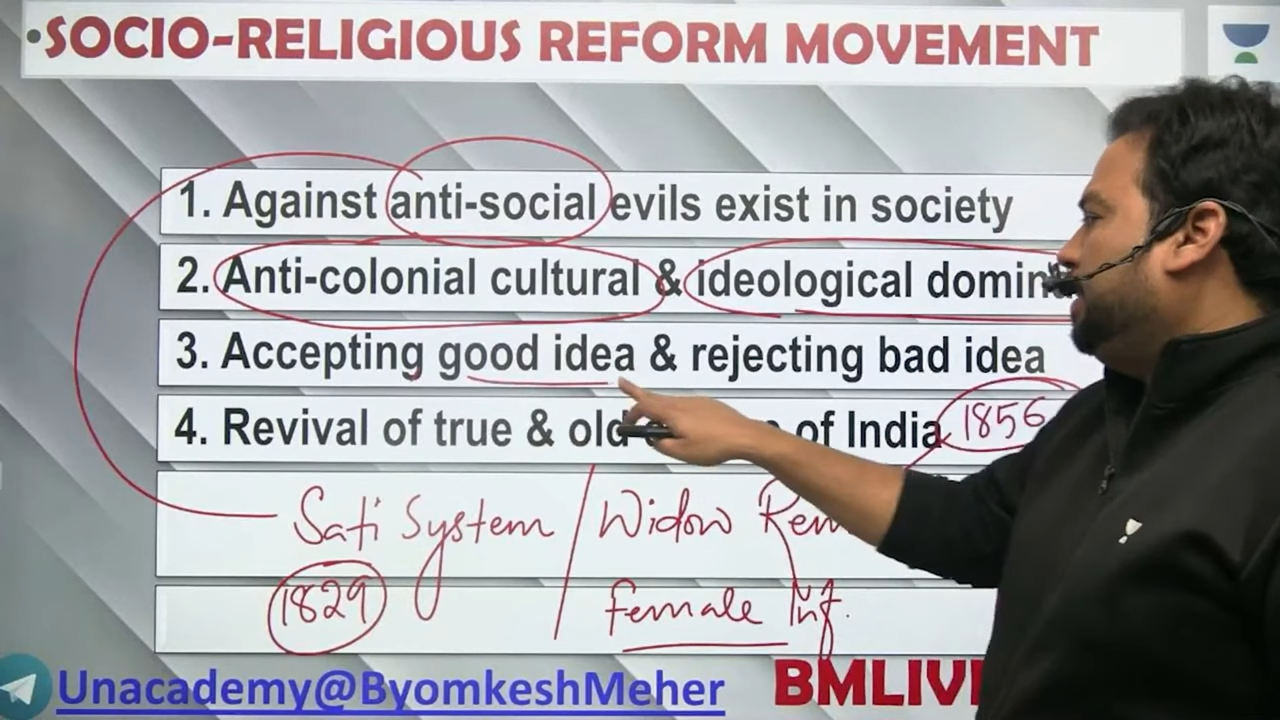 •SOCIO-RELIGIOUS REFORM MOVEMENT
1. Against anti-social evils exist in society
2. Anti-colonial cultural & ideological
3. Accepting good idea & rejecting bad idea
4. Revival of true & old of India 1856
Sati System / Widow
1829 Female Inf.
Unacademy@ByomkeshMeher